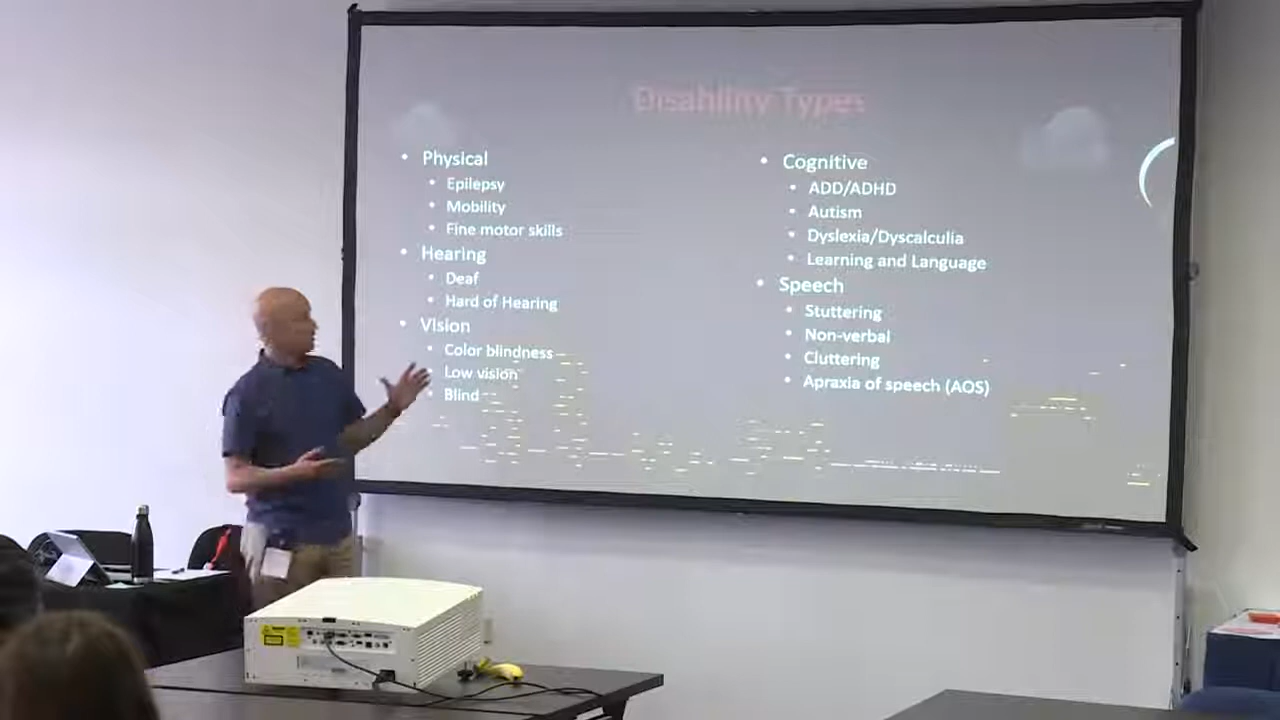 Disability Types
• Physical
• Epilepsy
• Mobility
• Fine motor skills
• Hearing
• Deaf
• Hard of Hearing
• Vision
• Color blindness
• Low vision
• Blind
• Cognitive
• ADD/ADHD
• Autism
• Dyslexia/Dyscalculia
• Learning and Language
• Speech
• Stuttering
• Non-verbal
• Cluttering
• Apraxia of speech (AOS)